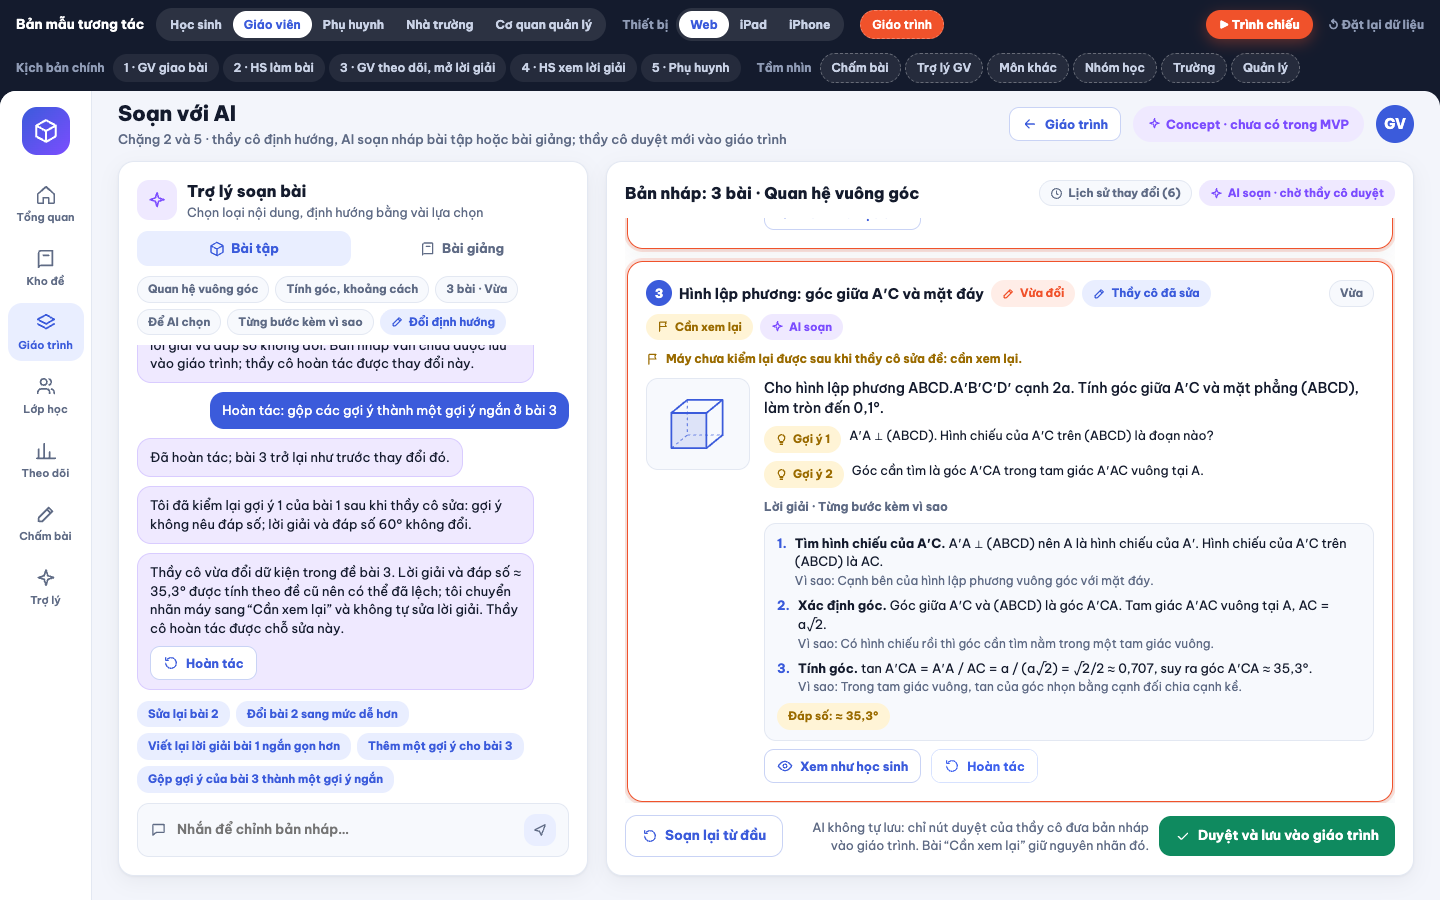 Bản mẫu tương tác
Học sinh
Giáo viên
Phụ huynh
Nhà trường
Cơ quan quản lý
Thiết bị
Web
iPad
iPhone
Giáo trình
Trình chiếu
Đặt lại dữ liệu
Kịch bản chính
1 · GV giao bài
2 · HS làm bài
3 · GV theo dõi, mở lời giải
4 · HS xem lời giải
5 · Phụ huynh
Tầm nhìn
Chấm bài
Trợ lý GV
Môn khác
Nhóm học
Trường
Quản lý
Tổng quan
Kho đề
Giáo trình
Lớp học
Theo dõi
Chấm bài
Trợ lý
Soạn với AI
Chặng 2 và 5 · thầy cô định hướng, AI soạn nháp bài tập hoặc bài giảng; thầy cô duyệt mới vào giáo trình
Giáo trình
Concept · chưa có trong MVP
GV
Trợ lý soạn bài
Chọn loại nội dung, định hướng bằng vài lựa chọn
Bài tập
Bài giảng
Quan hệ vuông góc
Tính góc, khoảng cách
3 bài · Vừa
Để AI chọn
Từng bước kèm vì sao
Đổi định hướng
lời giải và đáp số không đổi. Bản nháp vẫn chưa được lưu
vào giáo trình; thầy cô hoàn tác được thay đổi này.
Hoàn tác: gộp các gợi ý thành một gợi ý ngắn ở bài 3
Đã hoàn tác; bài 3 trở lại như trước thay đổi đó.
Tôi đã kiểm lại gợi ý 1 của bài 1 sau khi thầy cô sửa: gợi ý
không nêu đáp số; lời giải và đáp số 60° không đổi.
Thầy cô vừa đổi dữ kiện trong đề bài 3. Lời giải và đáp số ≈
35,3° được tính theo đề cũ nên có thể đã lệch; tôi chuyển
nhãn máy sang “Cần xem lại” và không tự sửa lời giải. Thầy
cô hoàn tác được chỗ sửa này.
Hoàn tác
Sửa lại bài 2
Đổi bài 2 sang mức dễ hơn
Viết lại lời giải bài 1 ngắn gọn hơn
Thêm một gợi ý cho bài 3
Gộp gợi ý của bài 3 thành một gợi ý ngắn
Nhắn để chỉnh bản nháp...
Bản nháp: 3 bài · Quan hệ vuông góc
Lịch sử thay đổi (6)
AI soạn · chờ thầy cô duyệt
3
Hình lập phương: góc giữa A′C và mặt đáy
Vừa đổi
Thầy cô đã sửa
Vừa
Cần xem lại
AI soạn
Máy chưa kiểm lại được sau khi thầy cô sửa đề: cần xem lại.
Cho hình lập phương ABCD.A′B′C′D′ cạnh 2a. Tính góc giữa A′C và mặt phẳng (ABCD),
làm tròn đến 0,1°.
Gợi ý 1
A′A ⊥ (ABCD). Hình chiếu của A′C trên (ABCD) là đoạn nào?
Gợi ý 2
Góc cần tìm là góc A′CA trong tam giác A′AC vuông tại A.
Lời giải · Từng bước kèm vì sao
1. Tìm hình chiếu của A′C. A′A ⊥ (ABCD) nên A là hình chiếu của A′. Hình chiếu của A′C trên
(ABCD) là AC.
Vì sao: Cạnh bên của hình lập phương vuông góc với mặt đáy.
2. Xác định góc. Góc giữa A′C và (ABCD) là góc A′CA. Tam giác A′AC vuông tại A, AC =
a√2.
Vì sao: Có hình chiếu rồi thì góc cần tìm nằm trong một tam giác vuông.
3. Tính góc. tan A′CA = A′A / AC = a / (a√2) = √2/2 ≈ 0,707, suy ra góc A′CA ≈ 35,3°.
Vì sao: Trong tam giác vuông, tan của góc nhọn bằng cạnh đối chia cạnh kề.
Đáp số: ≈ 35,3°
Xem như học sinh
Hoàn tác
Soạn lại từ đầu
AI không tự lưu: chỉ nút duyệt của thầy cô đưa bản nháp
vào giáo trình. Bài “Cần xem lại” giữ nguyên nhãn đó.
Duyệt và lưu vào giáo trình